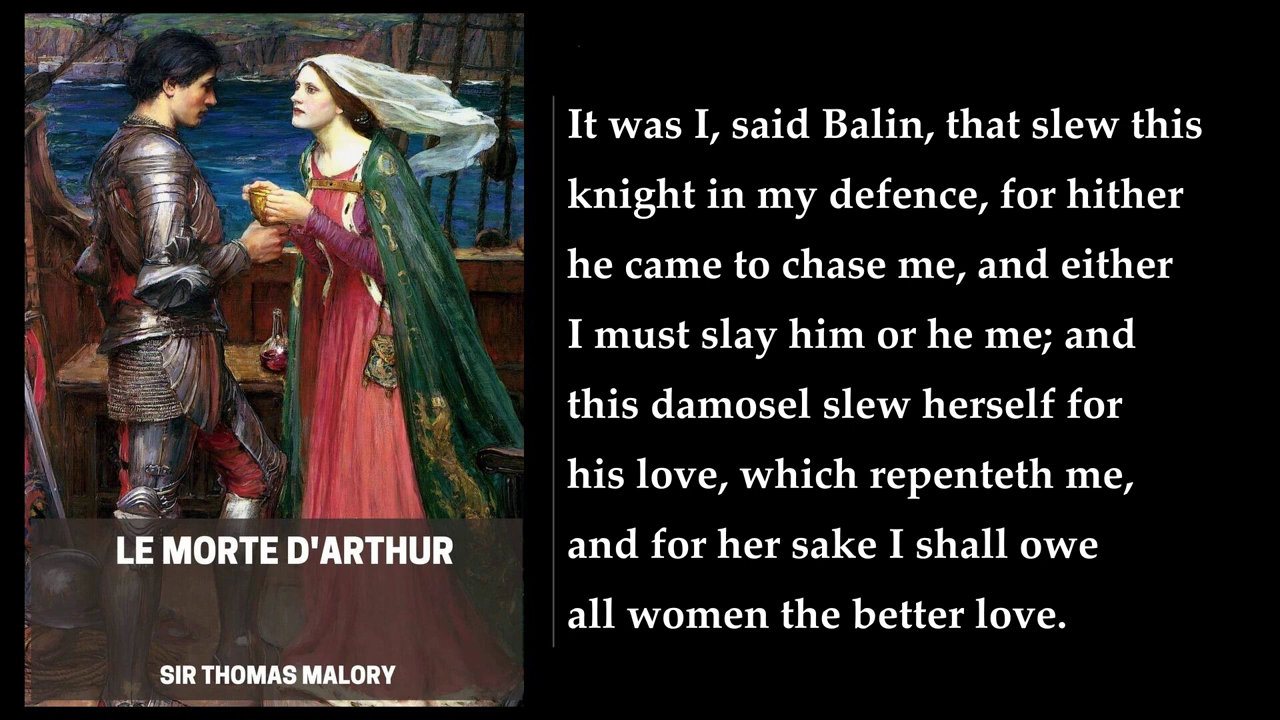 LE MORTE D'ARTHUR
SIR THOMAS MALORY
It was I, said Balin, that slew this
knight in my defence, for hither
he came to chase me, and either
I must slay him or he me; and
this damosel slew herself for
his love, which repenteth me,
and for her sake I shall owe
all women the better love.